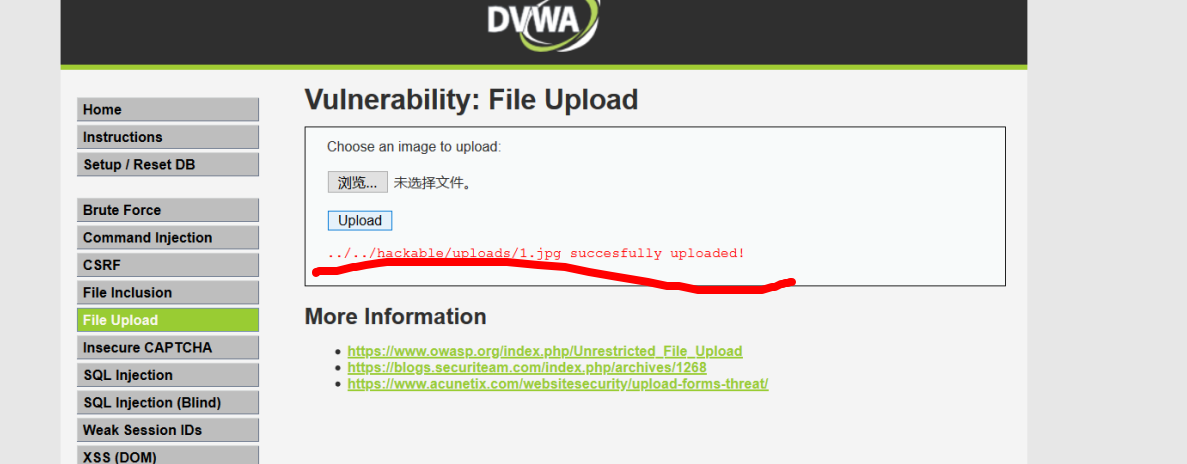 DVWA
Vulnerability: File Upload
Home
Instructions
Setup / Reset DB
Brute Force
Command Injection
CSRF
File Inclusion
File Upload
Insecure CAPTCHA
SQL Injection
SQL Injection (Blind)
Weak Session IDs
XSS (DOM)
Choose an image to upload:
浏览... 未选择文件。
Upload
../../hackable/uploads/1.jpg succesfully uploaded!
More Information
https://www.owasp.org/index.php/Unrestricted_File_Upload
https://blogs.securiteam.com/index.php/archives/1268
https://www.acunetix.com/websitesecurity/upload-forms-threat/